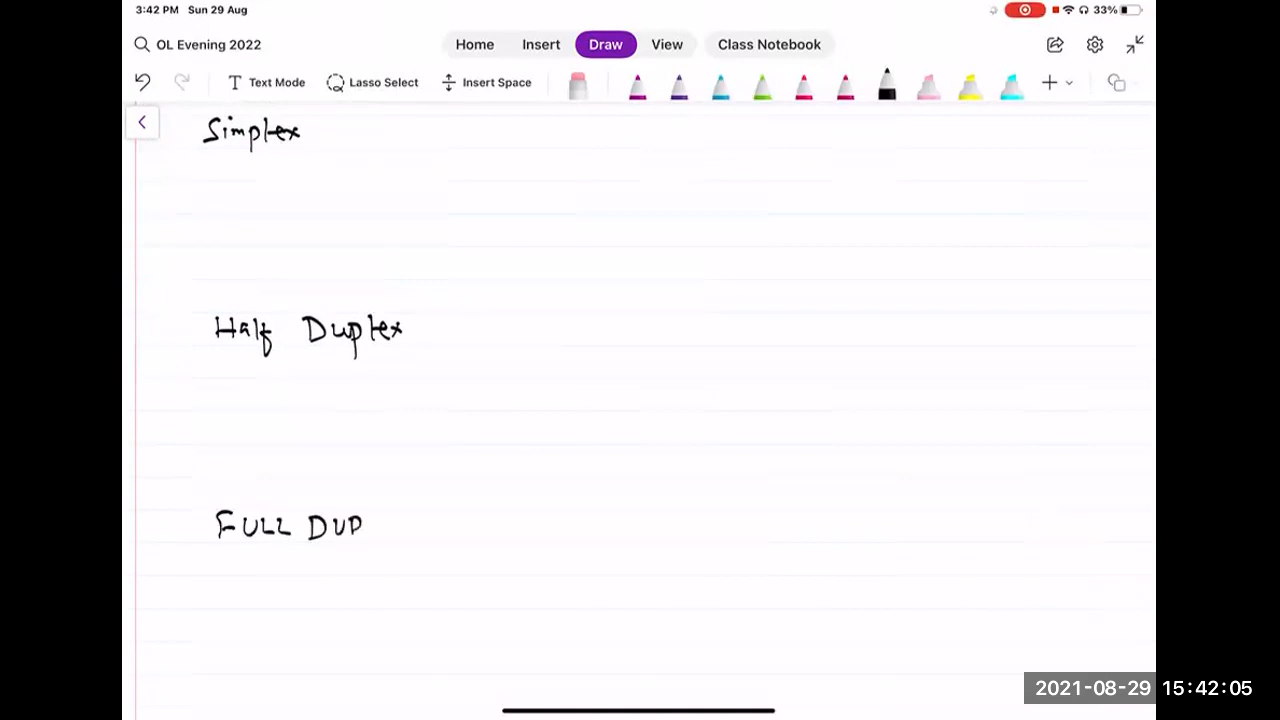 3:42 PM Sun 29 Aug 33%
OL Evening 2022 Home Insert Draw View Class Notebook
Text Mode Lasso Select Insert Space
Simplex
Half Duplex
FULL DUP
2021-08-29 15:42:05